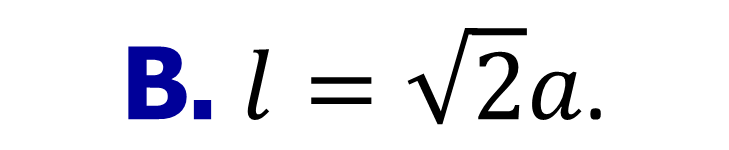 B. l = √2a.